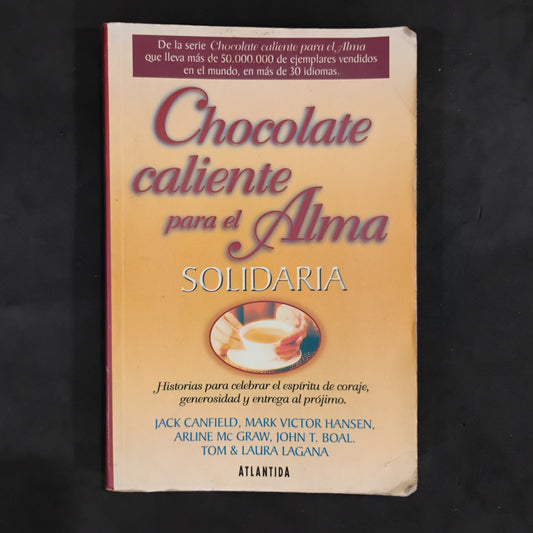 De la serie Chocolate caliente para el Alma
que lleva más de 50.000.000 de ejemplares vendidos
en el mundo, en más de 30 idiomas.
Chocolate
caliente
para el Alma
SOLIDARIA
Historias para celebrar el espíritu de coraje,
generosidad y entrega al prójimo.
JACK CANFIELD, MARK VICTOR HANSEN,
ARLINE Mc GRAW, JOHN T. BOAL.
TOM & LAURA LAGANA
ATLANTIDA